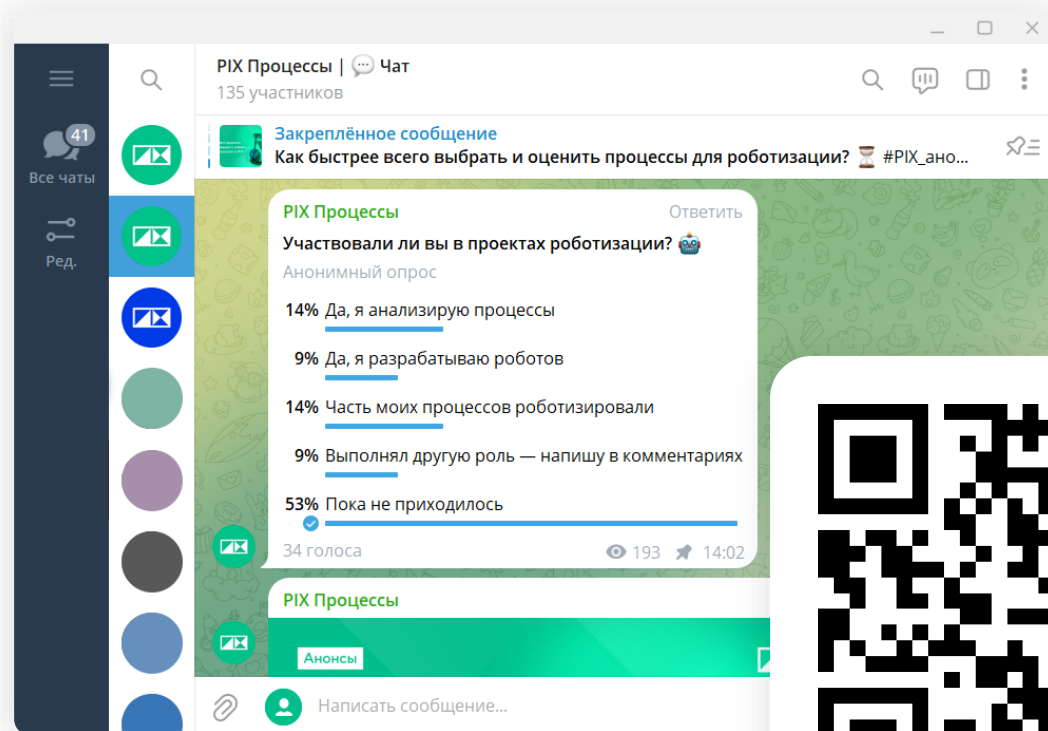 PIX Процессы | 💬 Чат
135 участников
41
Все чаты
Ред.
Закреплённое сообщение
Как быстрее всего выбрать и оценить процессы для роботизации? ⏳ #PIX_ано...
PIX Процессы
Ответить
Участвовали ли вы в проектах роботизации? 🤖
Анонимный опрос
14% Да, я анализирую процессы
9% Да, я разрабатываю роботов
14% Часть моих процессов роботизировали
9% Выполнял другую роль — напишу в комментариях
53% Пока не приходилось
34 голоса
193
14:02
PIX Процессы
Анонсы
Написать сообщение...